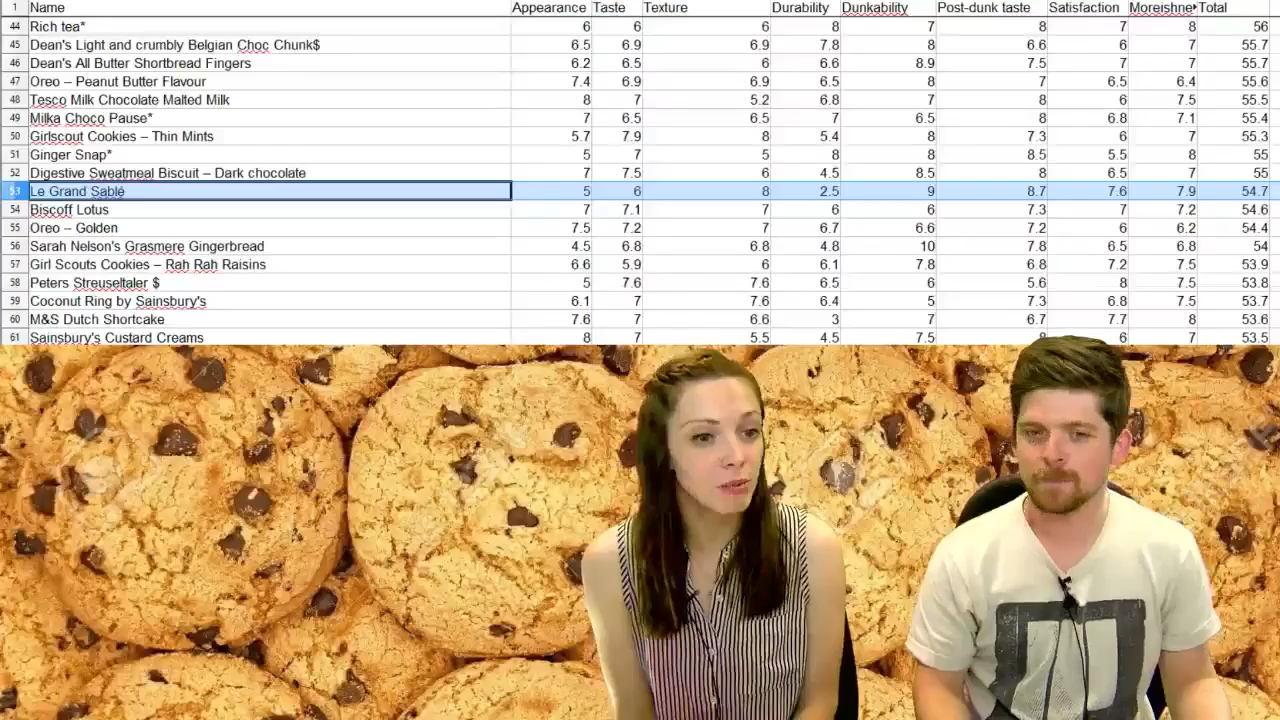 1 Name Appearance Taste Texture Durability Dunkability Post-dunk taste Satisfaction Moreishne Total
44 Rich tea* 6 6 6 8 7 8 7 8 56
45 Dean's Light and crumbly Belgian Choc Chunk$ 6.5 6.9 6.9 7.8 8 6.6 6 7 55.7
46 Dean's All Butter Shortbread Fingers 6.2 6.5 6 6.6 8.9 7.5 7 7 55.7
47 Oreo – Peanut Butter Flavour 7.4 6.9 6.9 6.5 8 7 6.5 6.4 55.6
48 Tesco Milk Chocolate Malted Milk 8 7 5.2 6.8 7 8 6 7.5 55.5
49 Milka Choco Pause* 7 6.5 6.5 7 6.5 8 6.8 7.1 55.4
50 Girlscout Cookies – Thin Mints 5.7 7.9 8 5.4 8 7.3 6 7 55.3
51 Ginger Snap* 5 7 5 8 8 8.5 5.5 8 55
52 Digestive Sweatmeal Biscuit – Dark chocolate 7 7.5 6 4.5 8.5 8 6.5 7 55
53 Le Grand Sablé 5 6 8 2.5 9 8.7 7.6 7.9 54.7
54 Biscoff Lotus 7 7.1 7 6 6 7.3 7 7.2 54.6
55 Oreo – Golden 7.5 7.2 7 6.7 6.6 7.2 6 6.2 54.4
56 Sarah Nelson's Grasmere Gingerbread 4.5 6.8 6.8 4.8 10 7.8 6.5 6.8 54
57 Girl Scouts Cookies – Rah Rah Raisins 6.6 5.9 6 6.1 7.8 6.8 7.2 7.5 53.9
58 Peters Streuseltaler $ 5 7.6 7.6 6.5 6 5.6 8 7.5 53.8
59 Coconut Ring by Sainsbury's 6.1 7 7.6 6.4 5 7.3 6.8 7.5 53.7
60 M&S Dutch Shortcake 7.6 7 6.6 3 7 6.7 7.7 8 53.6
61 Sainsbury's Custard Creams 8 7 5.5 4.5 7.5 8 6 7 53.5